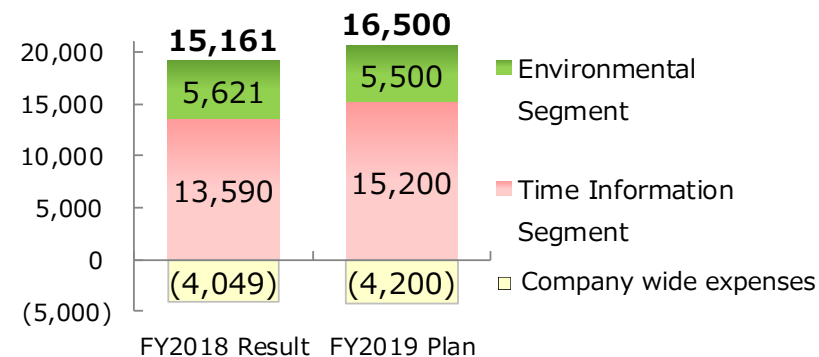 20,000
15,000
10,000
5,000
0
(5,000)
15,161
16,500
5,621
5,500
13,590
15,200
(4,049)
(4,200)
FY2018 Result
FY2019 Plan
Environmental
Segment
Time Information
Segment
Company wide expenses